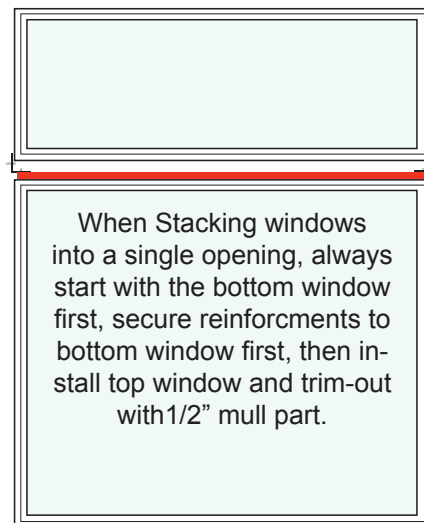 When Stacking windows
into a single opening, always
start with the bottom window
first, secure reinforcments to
bottom window first, then in-
stall top window and trim-out
with1/2” mull part.